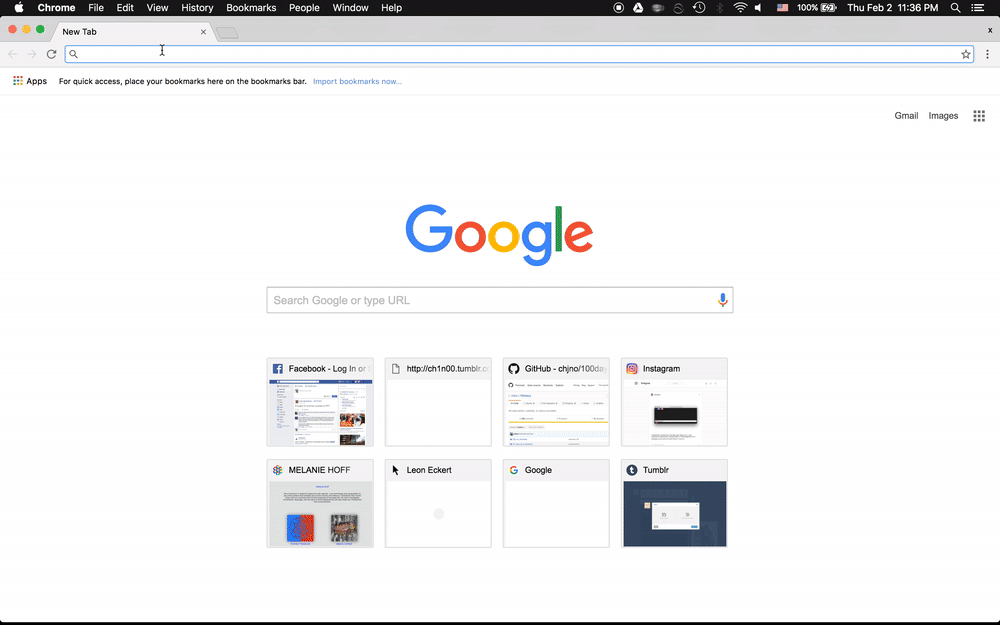 Chrome File Edit View History Bookmarks People Window Help 100% Thu Feb 2 11:36 PM
New Tab
Apps For quick access, place your bookmarks here on the bookmarks bar. Import bookmarks now...
Gmail Images
Google
Search Google or type URL
Facebook - Log In or
http://ch1n00.tumblr.c
GitHub - chjno/100day
Instagram
MELANIE HOFF
Leon Eckert
Google
Tumblr